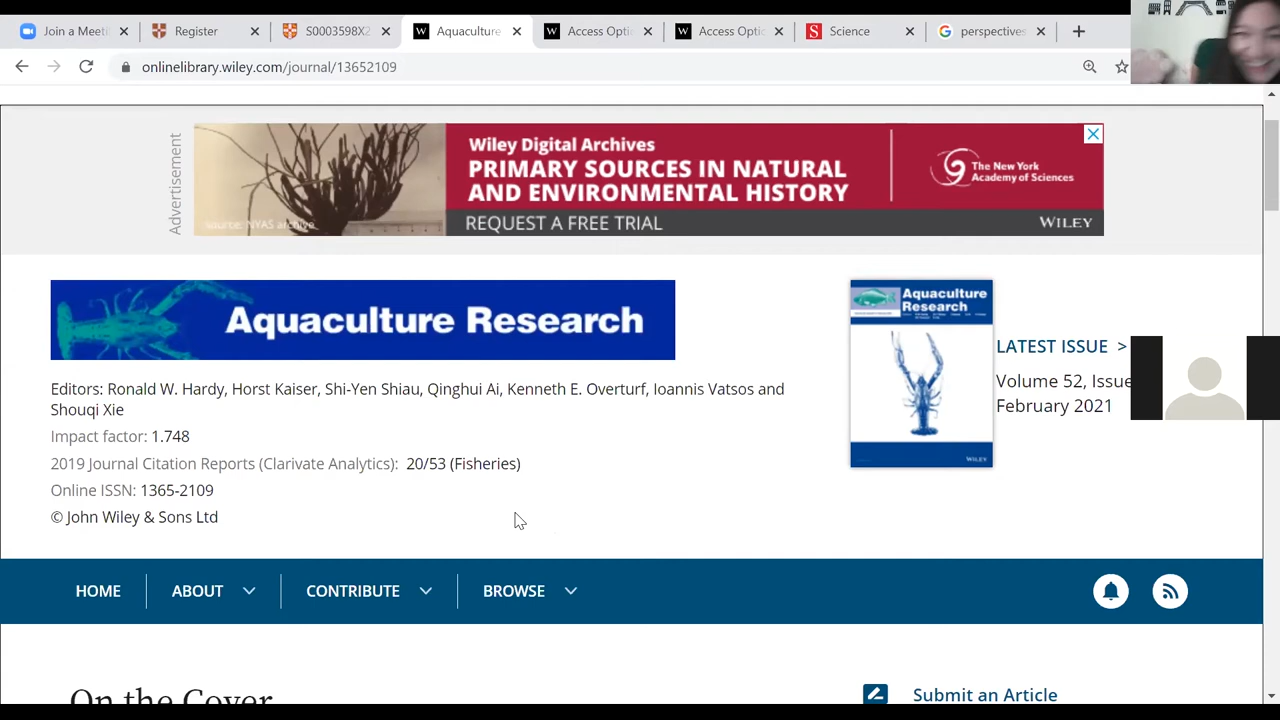 Join a Meeti
Register
S0003598X2
Aquaculture
Access Optic
Access Optic
Science
perspectives
onlinelibrary.wiley.com/journal/13652109
Advertisement
source: NYAS archive
Wiley Digital Archives
PRIMARY SOURCES IN NATURAL
AND ENVIRONMENTAL HISTORY
REQUEST A FREE TRIAL
The New York
Academy of Sciences
WILEY
Aquaculture Research
Editors: Ronald W. Hardy, Horst Kaiser, Shi-Yen Shiau, Qinghui Ai, Kenneth E. Overturf, Ioannis Vatsos and
Shouqi Xie
Impact factor: 1.748
2019 Journal Citation Reports (Clarivate Analytics): 20/53 (Fisheries)
Online ISSN: 1365-2109
© John Wiley & Sons Ltd
Aquaculture
Research
WILEY
LATEST ISSUE >
Volume 52, Issue
February 2021
HOME
ABOUT
CONTRIBUTE
BROWSE
On the Cover
Submit an Article